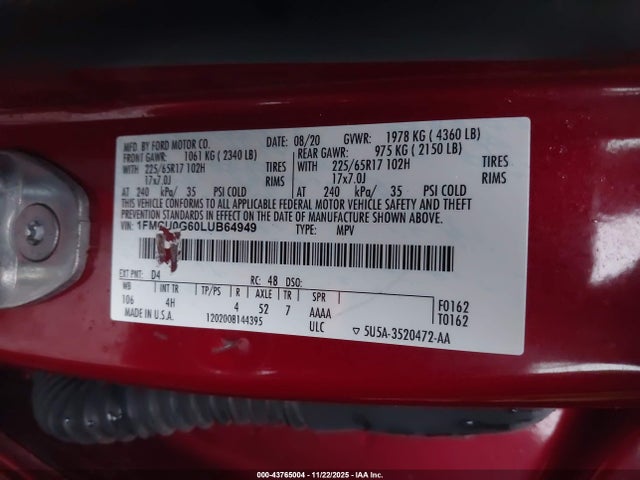 MFD. BY FORD MOTOR CO. 08/20 GVWR: 1978 KG ( 4360 LB)
FRONT GAWR: 1061 KG ( 2340 LB) REAR GAWR: 975 KG ( 2150 LB)
WITH 225/65R17 102H TIRES WITH 225/65R17 102H TIRES
17x7.0J RIMS 17x7.0J RIMS
AT 240 kPa/ 35 PSI COLD AT 240 kPa/ 35 PSI COLD
THIS VEHICLE CONFORMS TO ALL APPLICABLE FEDERAL MOTOR VEHICLE SAFETY AND THEFT
PREVENTION STANDARDS IN EFFECT ON THE DATE OF MANUFACTURE SHOWN ABOVE.
VIN: 0G60LUB64949 TYPE: MPV
EXT PNT: D4 RC: 48 DSO:
WB INT TR TP/PS R AXLE TR SPR F0162
106 4H 4 52 7 AAAA T0162
MADE IN U.S.A. 1202008144395 ULC ▽ 5U5A-3520472-AA
000-43765004 - 11/22/2025 - IAA Inc.